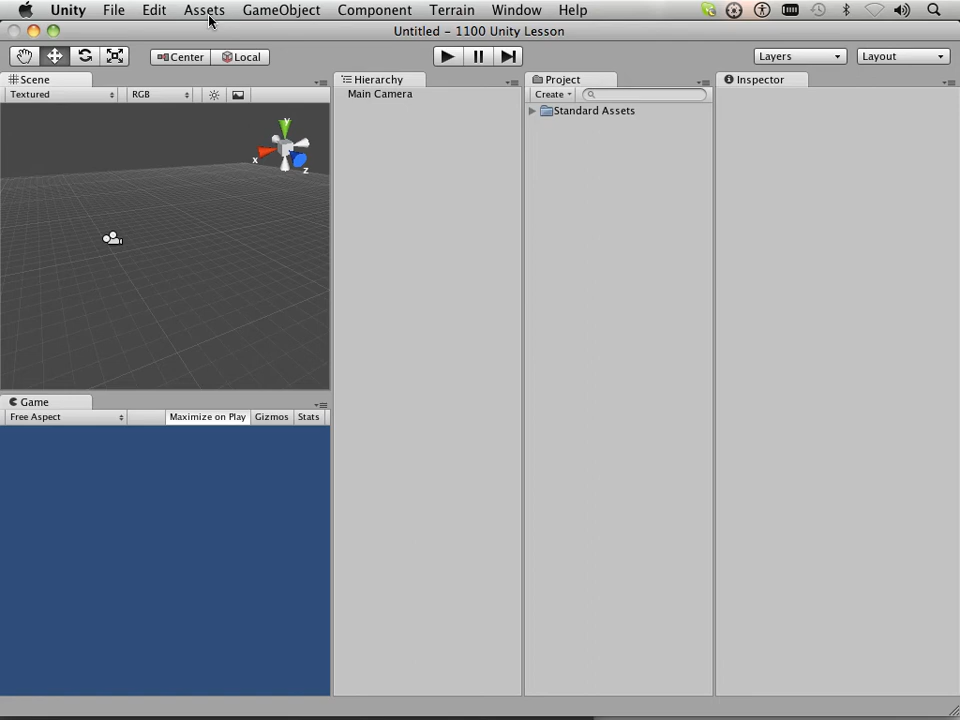 Unity File Edit Assets GameObject Component Terrain Window Help
Untitled - 1100 Unity Lesson
Center Local Layers Layout
Scene Hierarchy Project Inspector
Textured RGB Main Camera Create
Standard Assets
y
x
z
Game
Free Aspect Maximize on Play Gizmos Stats